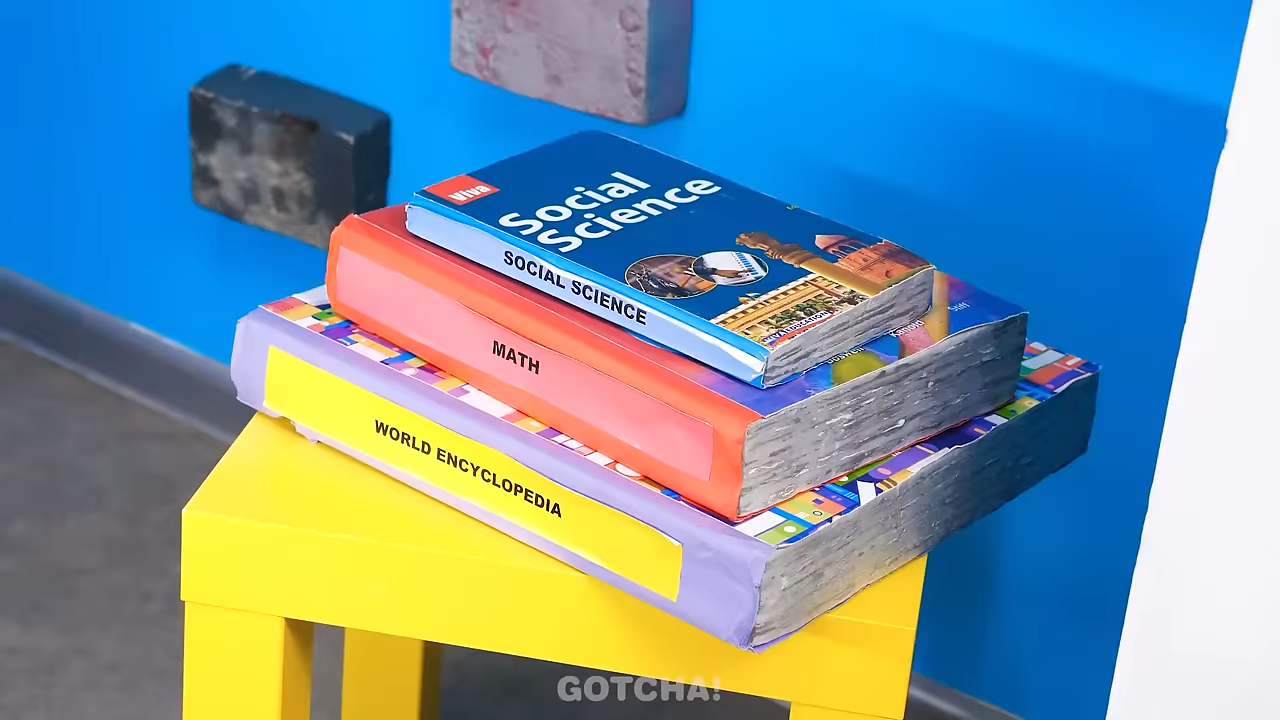 Viva
Social
Science
SOCIAL SCIENCE
MATH
WORLD ENCYCLOPEDIA
GOTCHA!